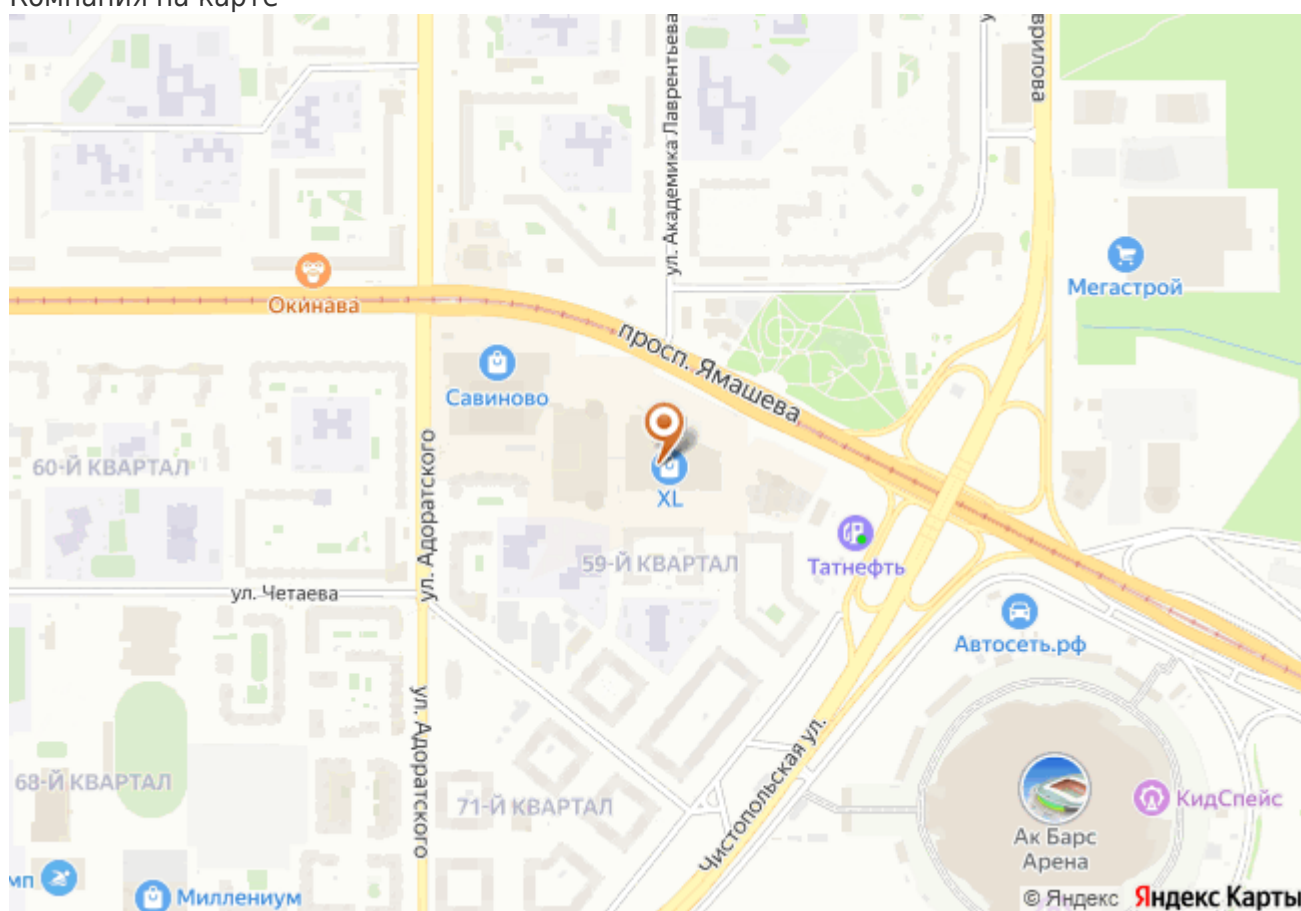 Компания на карте
ул. Академика Лаврентьева
врилова
Окинава
Мегастрой
просп. Ямашева
Савиново
60-Й КВАРТАЛ
ул. Адоратского
XL
59-Й КВАРТАЛ
Татнефть
ул. Четаева
Автосеть.рф
ул. Адоратского
68-Й КВАРТАЛ
71-Й КВАРТАЛ
Чистопольская ул.
КидСпейс
Ак Барс
Арена
мп
Миллениум
© Яндекс Яндекс Карты